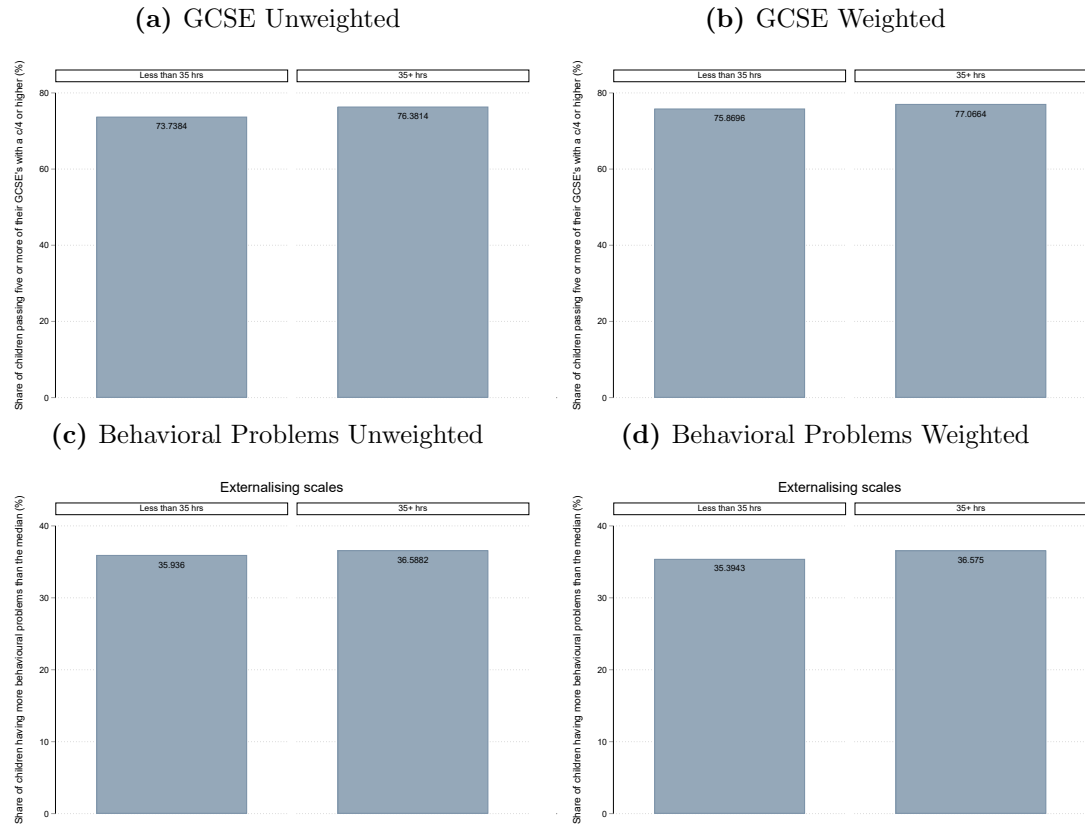 (a) GCSE Unweighted
Share of children passing five or more of their GCSE's with a c/4 or higher (%)
Less than 35 hrs
35+ hrs
80
60
40
20
0
73.7384
76.3814
(b) GCSE Weighted
Share of children passing five or more of their GCSE's with a c/4 or higher (%)
Less than 35 hrs
35+ hrs
80
60
40
20
0
75.8696
77.0664
(c) Behavioral Problems Unweighted
Externalising scales
Share of children having more behavioural problems than the median (%)
Less than 35 hrs
35+ hrs
40
30
20
10
0
35.936
36.5882
(d) Behavioral Problems Weighted
Externalising scales
Share of children having more behavioural problems than the median (%)
Less than 35 hrs
35+ hrs
40
30
20
10
0
35.3943
36.575